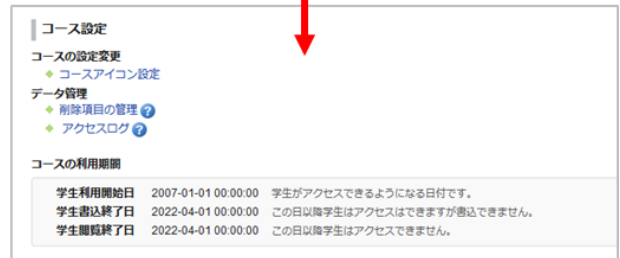 コース設定
コースの設定変更
コースアイコン設定
データ管理
削除項目の管理 ?
アクセスログ ?
コースの利用期間
学生利用開始日 2007-01-01 00:00:00 学生がアクセスできるようになる日付です。
学生書込終了日 2022-04-01 00:00:00 この日以降学生はアクセスはできますが書込できません。
学生閲覧終了日 2022-04-01 00:00:00 この日以降学生はアクセスできません。